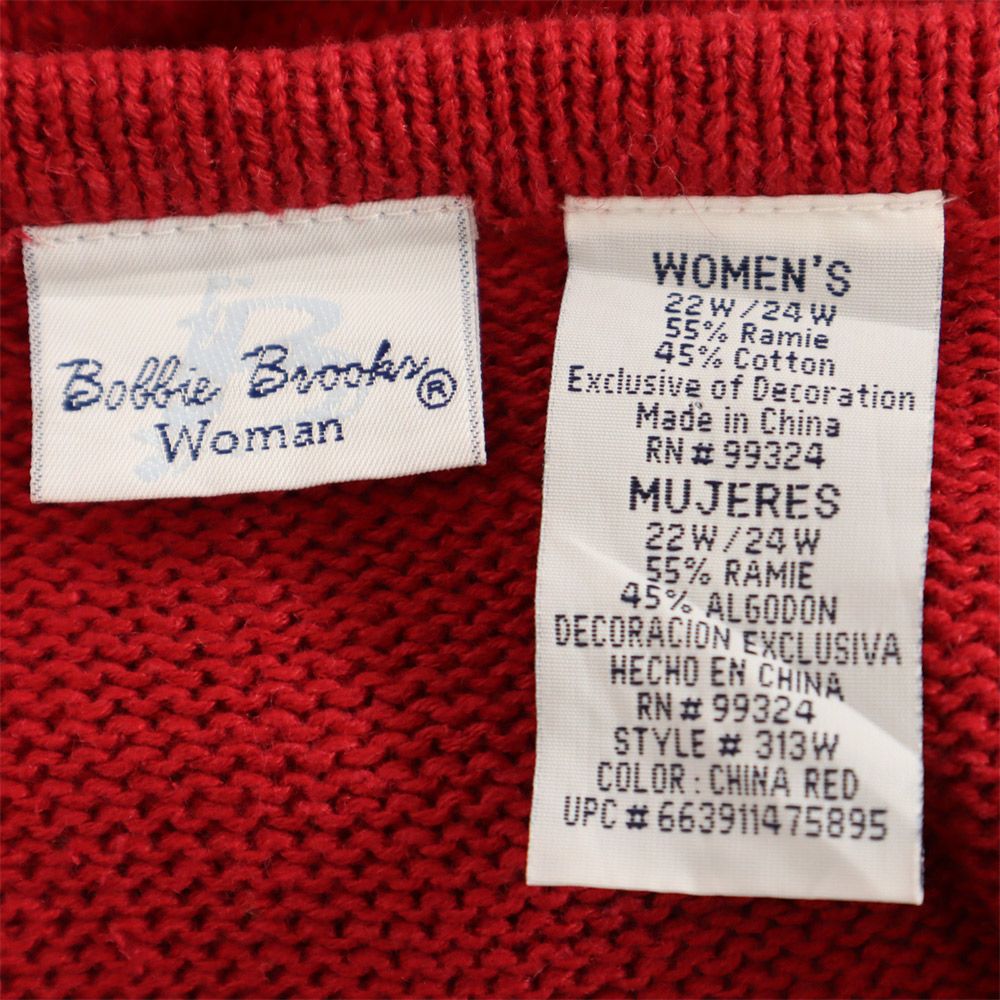 Bobbie Brooks®
Woman
WOMEN'S
22W/24W
55% Ramie
45% Cotton
Exclusive of Decoration
Made in China
RN # 99324
MUJERES
22W/24W
55% RAMIE
45% ALGODON
DECORACION EXCLUSIVA
HECHO EN CHINA
RN # 99324
STYLE # 313W
COLOR : CHINA RED
UPC # 663911475895